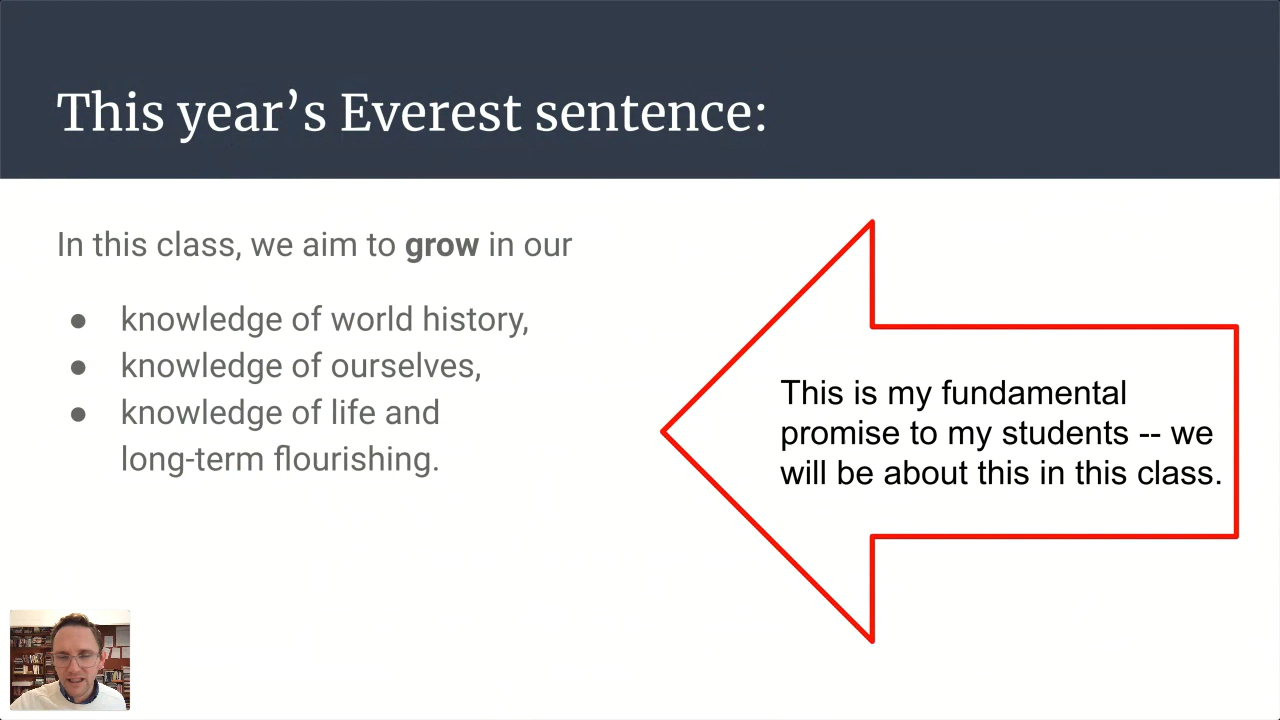 This year’s Everest sentence:
In this class, we aim to grow in our
● knowledge of world history,
● knowledge of ourselves,
● knowledge of life and
long-term flourishing.
This is my fundamental
promise to my students -- we
will be about this in this class.